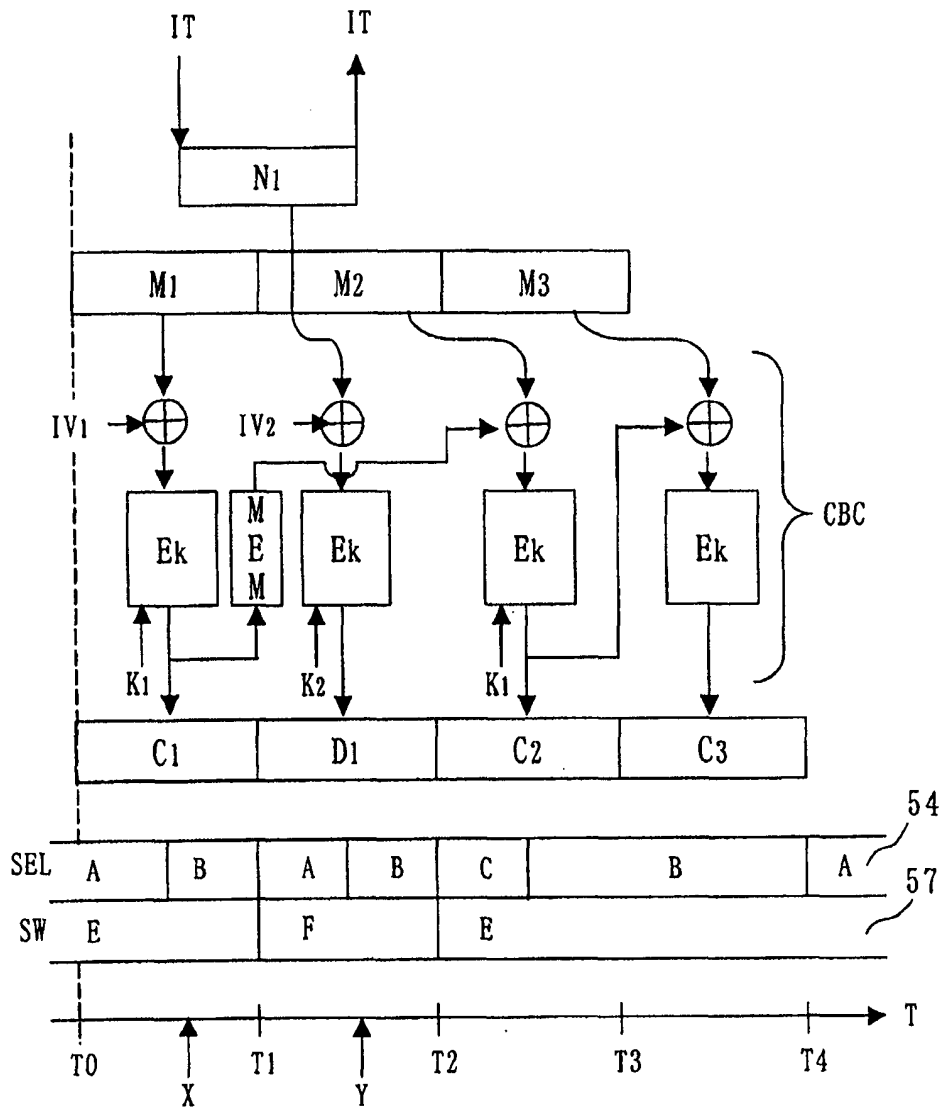 IT IT
N1
M1 M2 M3
IV1 IV2
Ek MEM Ek Ek Ek CBC
K1 K2 K1
C1 D1 C2 C3
54
SEL A B A B C B A
57
SW E F E
T
T0 T1 T2 T3 T4
X Y